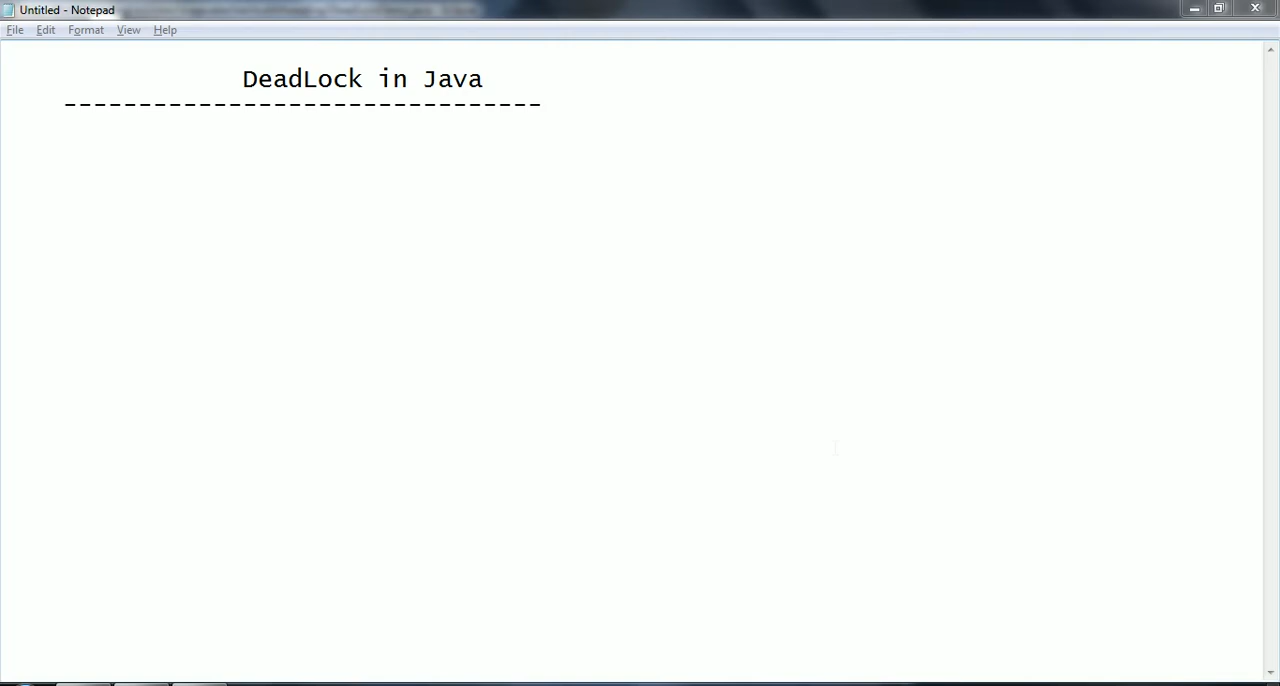 Untitled - Notepad
File Edit Format View Help
DeadLock in Java
--------------------------------